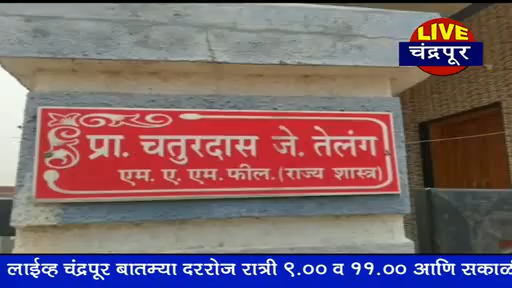 LIVE
चंद्रपूर
प्रा. चतुरदास जे. तेलंग
एम. ए. एम. फील. (राज्य शास्त्र)
लाईव्ह चंद्रपूर बातम्या दररोज रात्री ९.०० व ११.०० आणि सकाळी